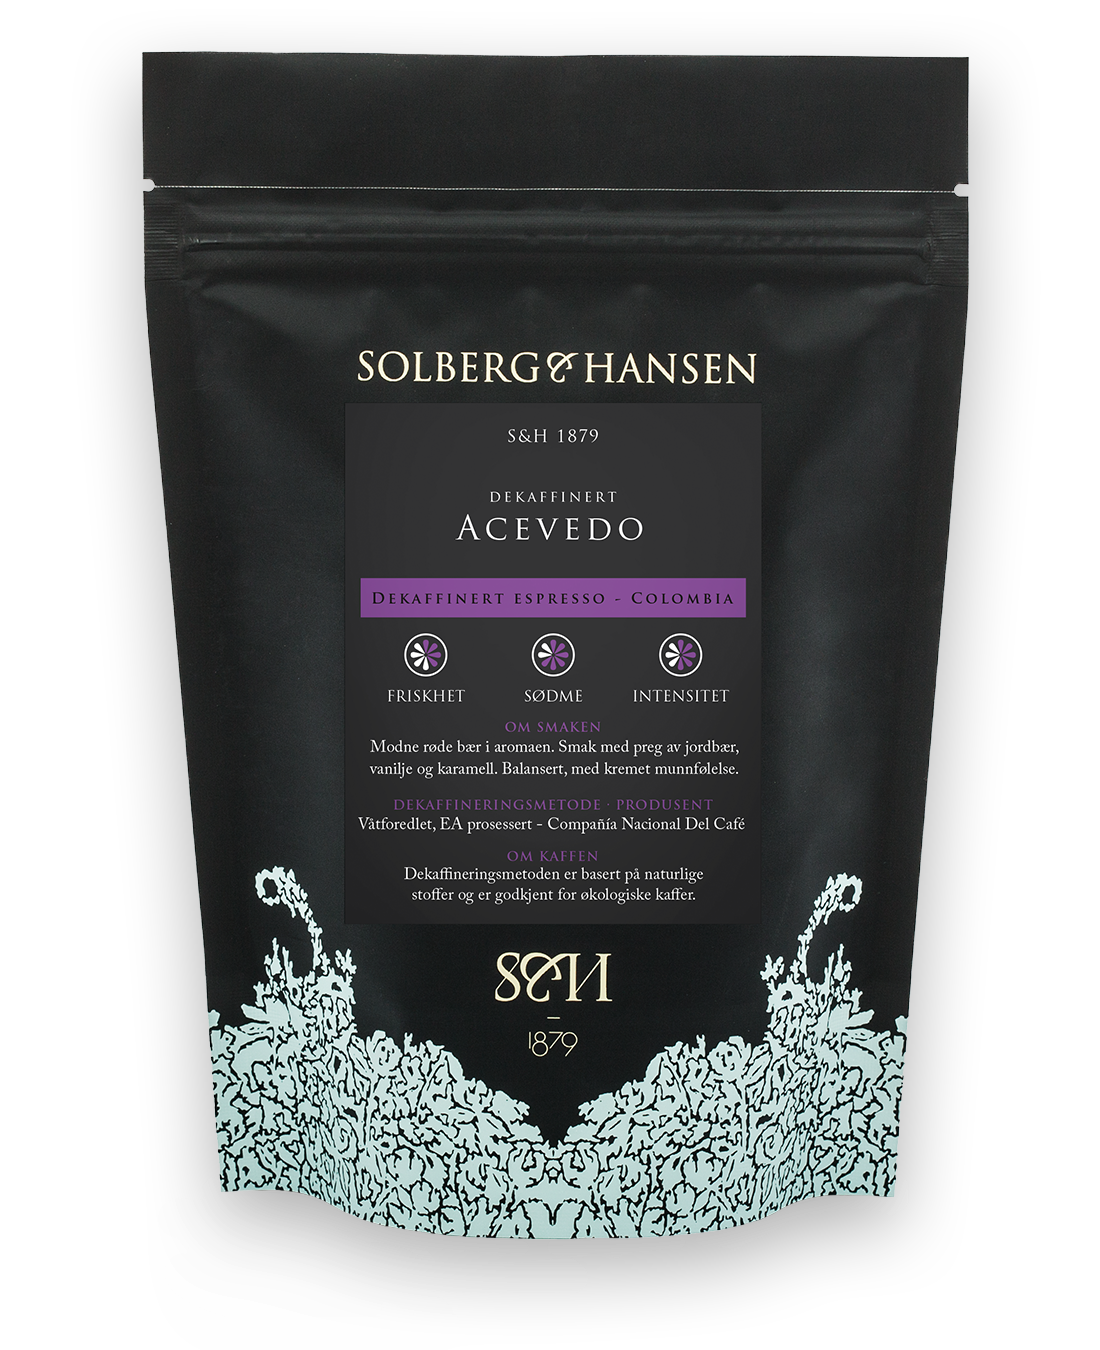 SOLBERG & HANSEN
S&H 1879
DEKAFFINERT
ACEVEDO
DEKAFFINERT ESPRESSO - COLOMBIA
FRISKHET SØDME INTENSITET
OM SMAKEN
Modne røde bær i aromaen. Smak med preg av jordbær,
vanilje og karamell. Balansert, med kremet munnfølelse.
DEKAFFINERINGSMETODE · PRODUSENT
Våtforedlet, EA prosessert - Compañía Nacional Del Café
OM KAFFEN
Dekaffineringsmetoden er basert på naturlige
stoffer og er godkjent for økologiske kaffer.
S&H
1879